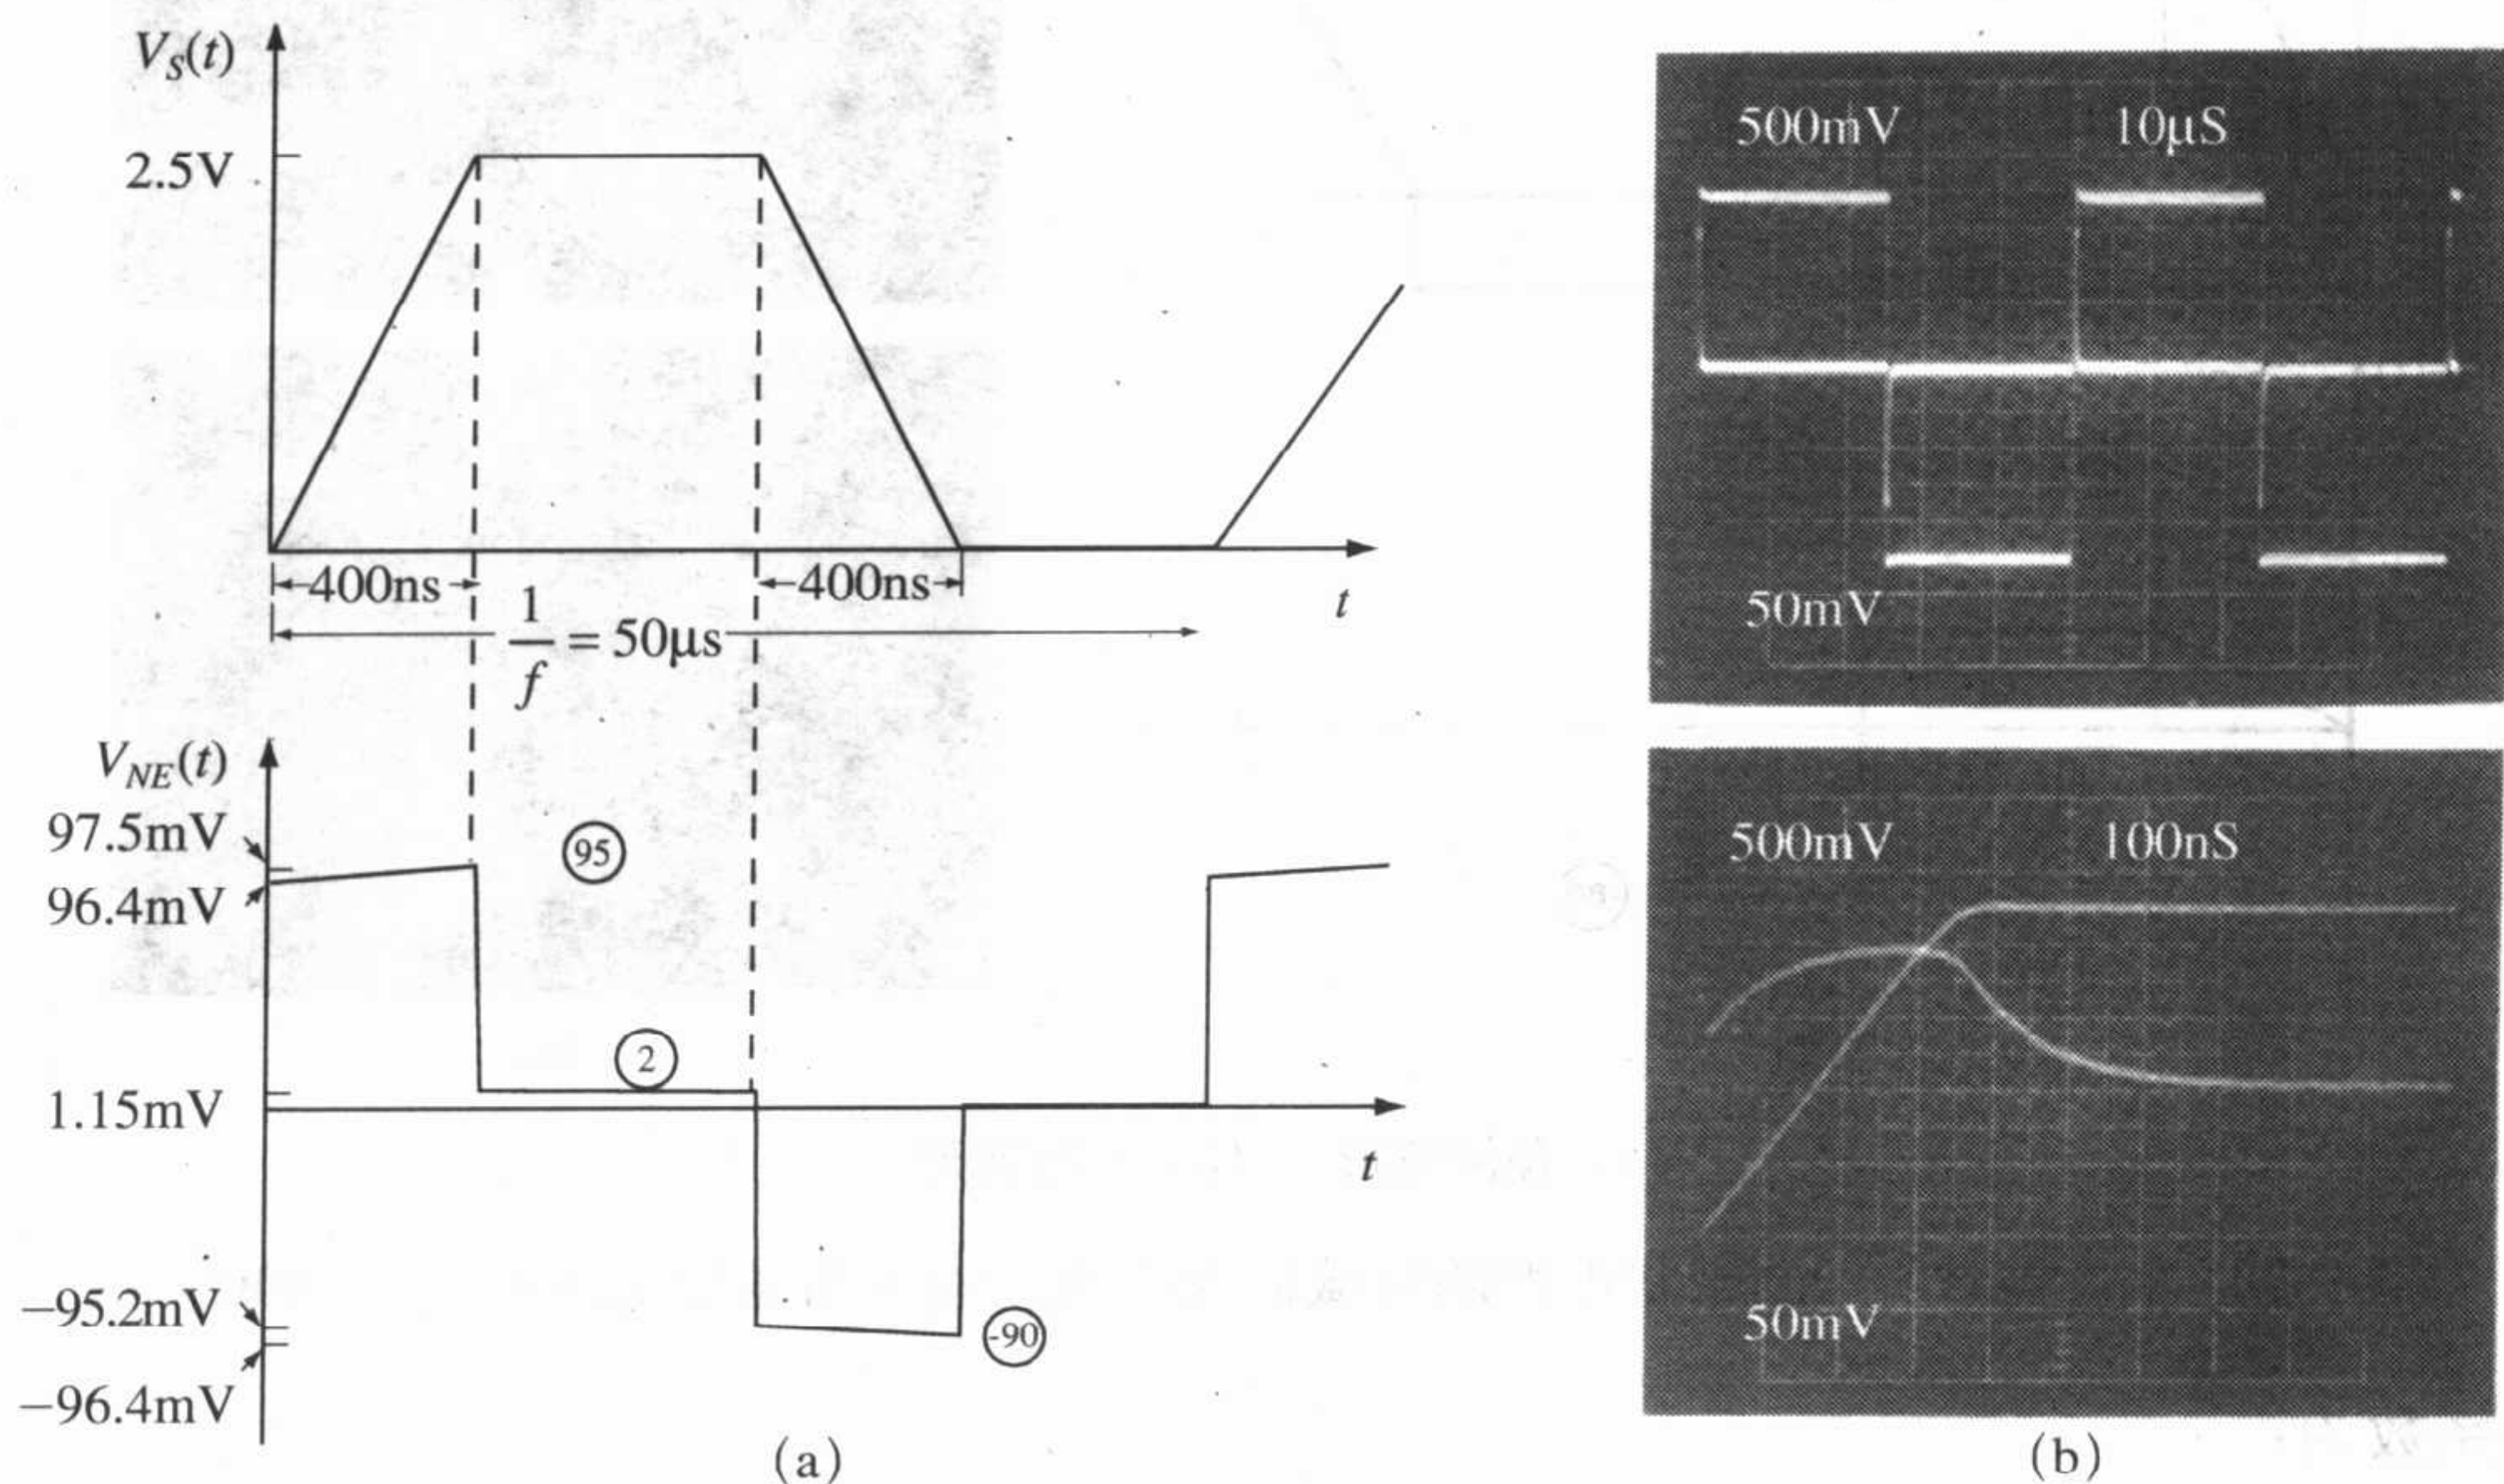 V_S(t)
2.5V
400ns
400ns
1/f = 50μs
t
V_NE(t)
97.5mV
96.4mV
95
2
1.15mV
t
−95.2mV
-90
−96.4mV
(a)
500mV 10μS
50mV
500mV 100nS
50mV
(b)